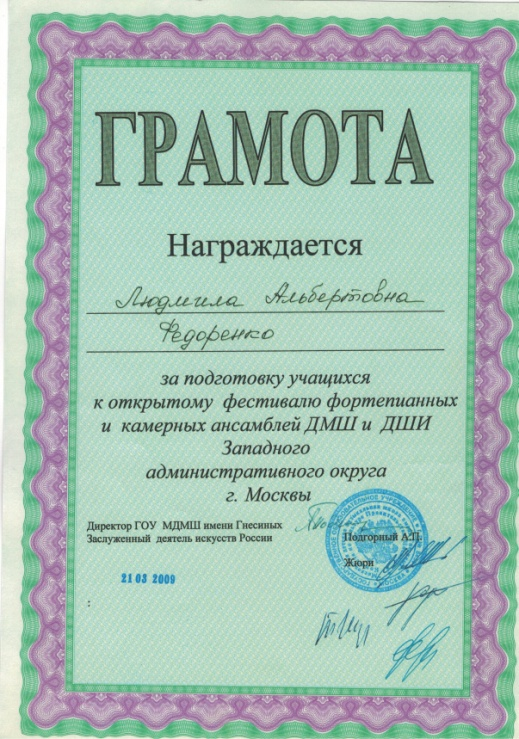 ГРАМОТА
Награждается
Людмила Альбертовна
Федоренко
за подготовку учащихся
к открытому фестивалю фортепианных
и камерных ансамблей ДМШ и ДШИ
Западного
административного округа
г. Москвы
Директор ГОУ МДМШ имени Гнесиных
Заслуженный деятель искусств России
Подгорный А.П.
Жюри
21 03 2009
: